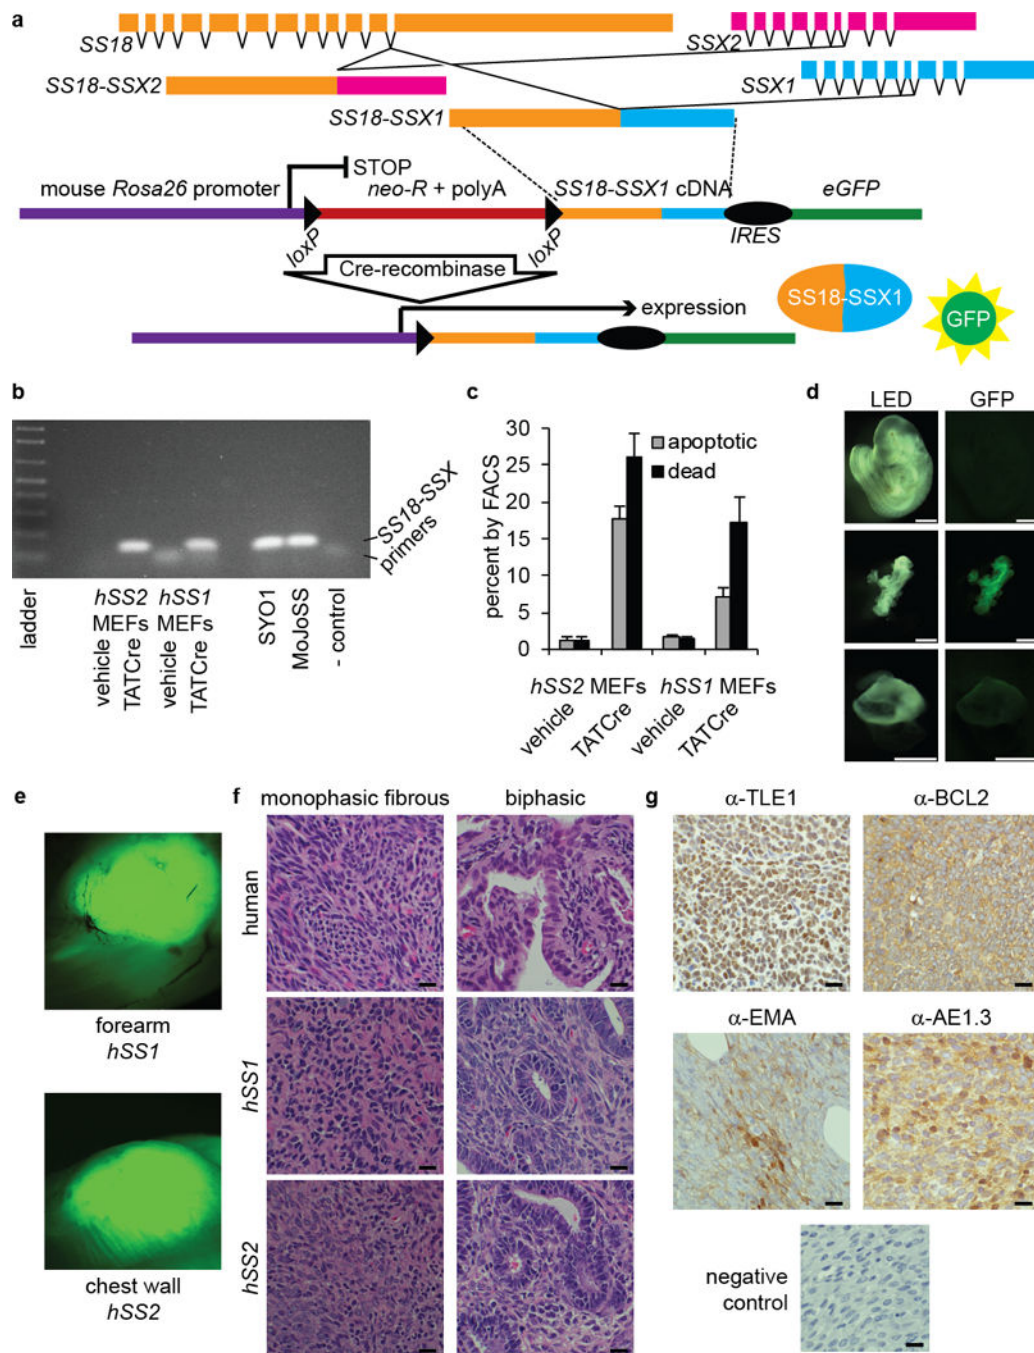 a
SS18
SSX2
SS18-SSX2
SSX1
SS18-SSX1
STOP
mouse Rosa26 promoter
neo-R + polyA
SS18-SSX1 cDNA
eGFP
loxP
loxP
IRES
Cre-recombinase
expression
SS18-SSX1
GFP
b
SS18-SSX
primers
ladder
hSS2
MEFs
vehicle
TATCre
hSS1
MEFs
vehicle
TATCre
SYO1
MoJoSS
- control
c
percent by FACS
30
25
20
15
10
5
0
apoptotic
dead
hSS2 MEFs
hSS1 MEFs
vehicle
TATCre
vehicle
TATCre
d
LED
GFP
e
forearm
hSS1
chest wall
hSS2
f
monophasic fibrous
biphasic
human
hSS1
hSS2
g
α-TLE1
α-BCL2
α-EMA
α-AE1.3
negative
control